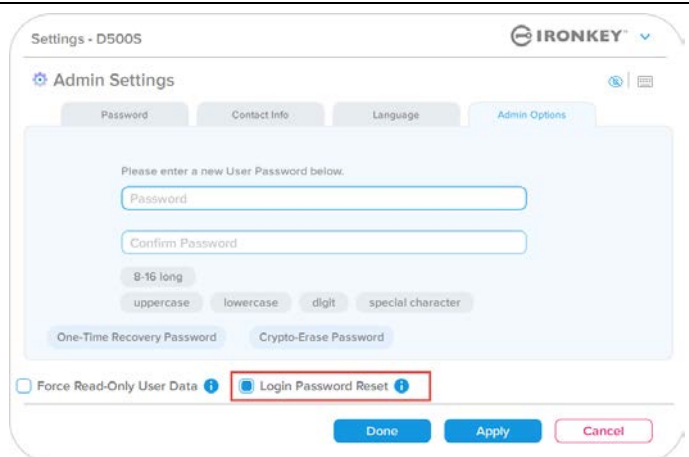 Settings - D500S
IRONKEY
Admin Settings
Password Contact Info Language Admin Options
Please enter a new User Password below.
Password
Confirm Password
8-16 long
uppercase lowercase digit special character
One-Time Recovery Password Crypto-Erase Password
Force Read-Only User Data Login Password Reset
Done Apply Cancel